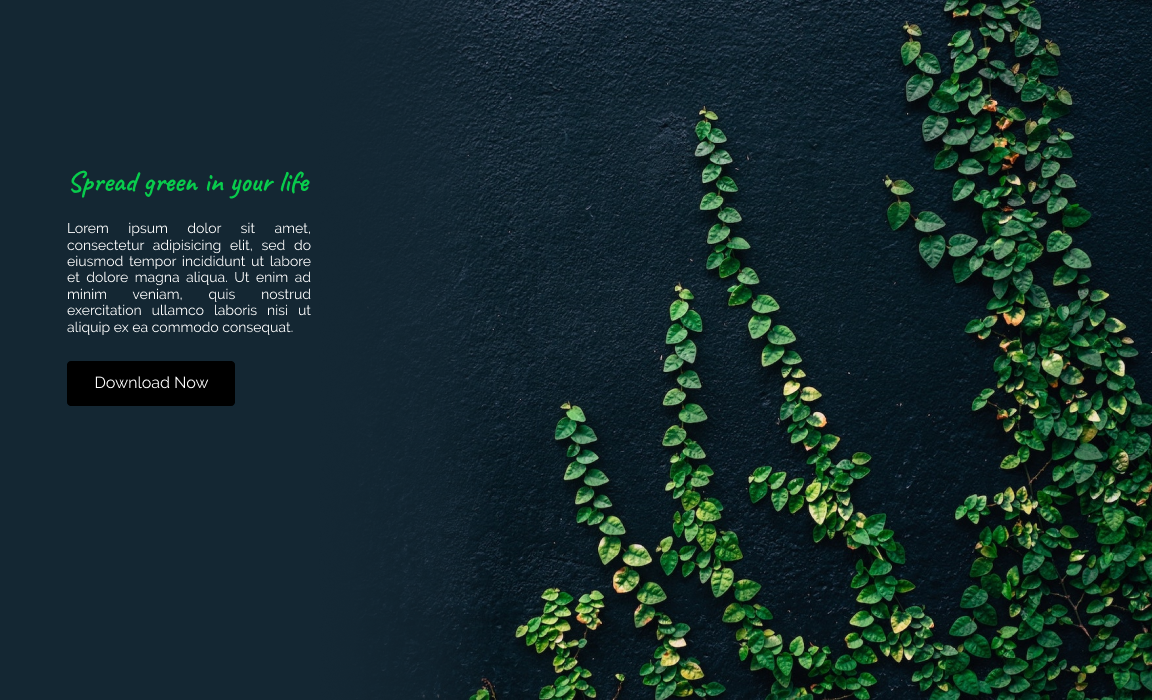 Spread green in your life
Lorem ipsum dolor sit amet,
consectetur adipisicing elit, sed do
eiusmod tempor incididunt ut labore
et dolore magna aliqua. Ut enim ad
minim veniam, quis nostrud
exercitation ullamco laboris nisi ut
aliquip ex ea commodo consequat.
Download Now